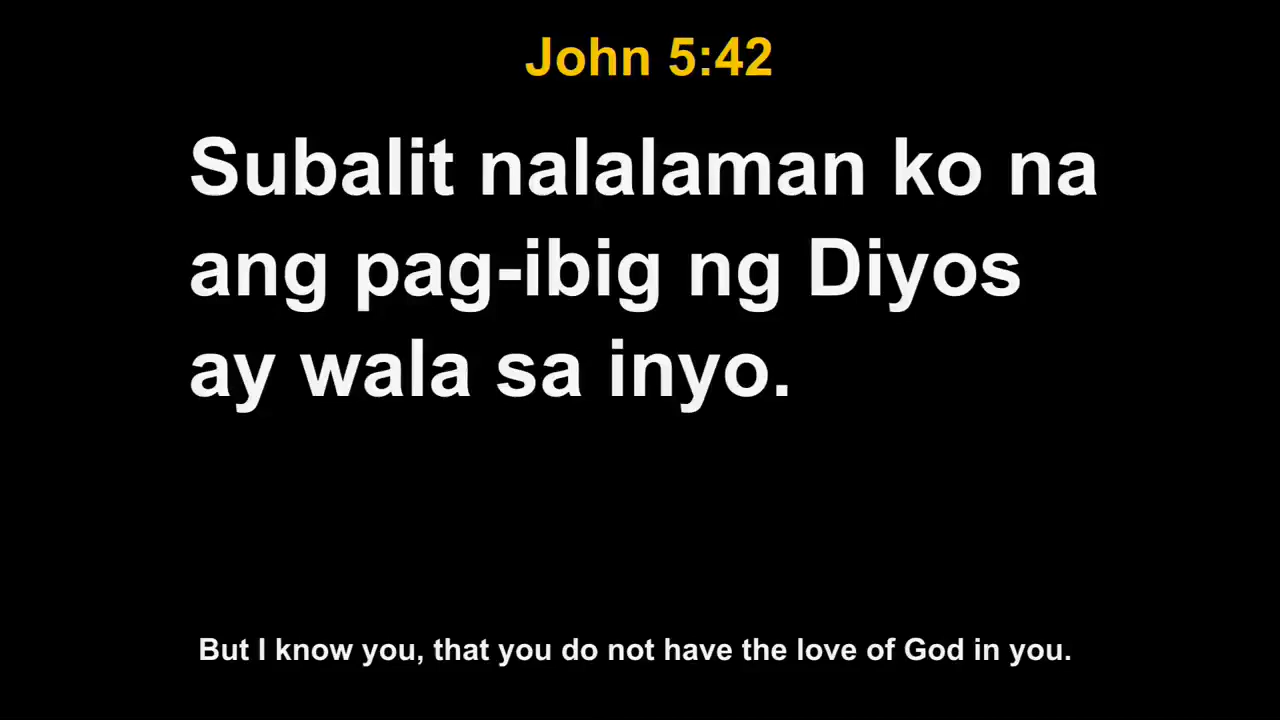 John 5:42
Subalit nalalaman ko na
ang pag-ibig ng Diyos
ay wala sa inyo.
But I know you, that you do not have the love of God in you.